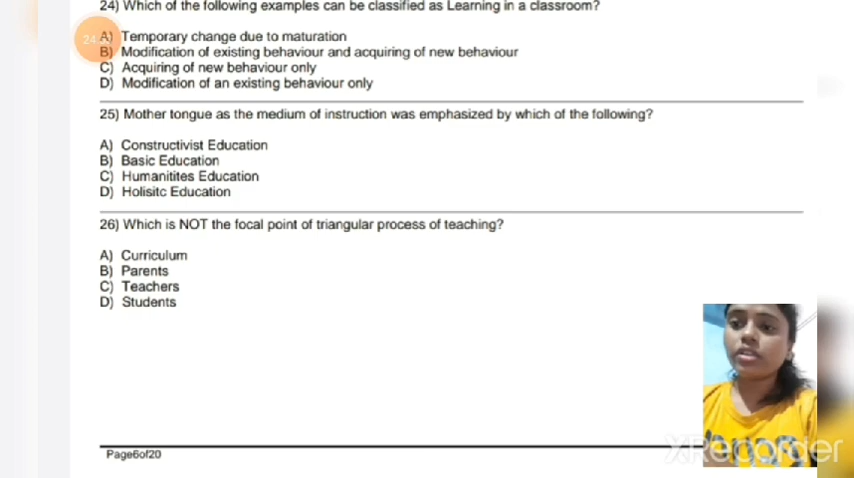 24) Which of the following examples can be classified as Learning in a classroom?
A) Temporary change due to maturation
B) Modification of existing behaviour and acquiring of new behaviour
C) Acquiring of new behaviour only
D) Modification of an existing behaviour only
25) Mother tongue as the medium of instruction was emphasized by which of the following?
A) Constructivist Education
B) Basic Education
C) Humanitites Education
D) Holisitc Education
26) Which is NOT the focal point of triangular process of teaching?
A) Curriculum
B) Parents
C) Teachers
D) Students
Page6of20
XRecorder